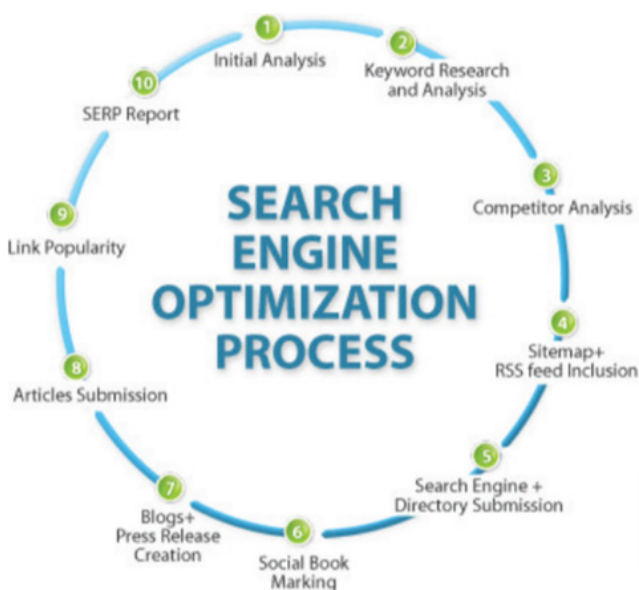 1
Initial Analysis
2
Keyword Research
and Analysis
3
Competitor Analysis
4
Sitemap+
RSS feed Inclusion
5
Search Engine +
Directory Submission
6
Social Book
Marking
7
Blogs+
Press Release
Creation
8
Articles Submission
9
Link Popularity
10
SERP Report
SEARCH
ENGINE
OPTIMIZATION
PROCESS